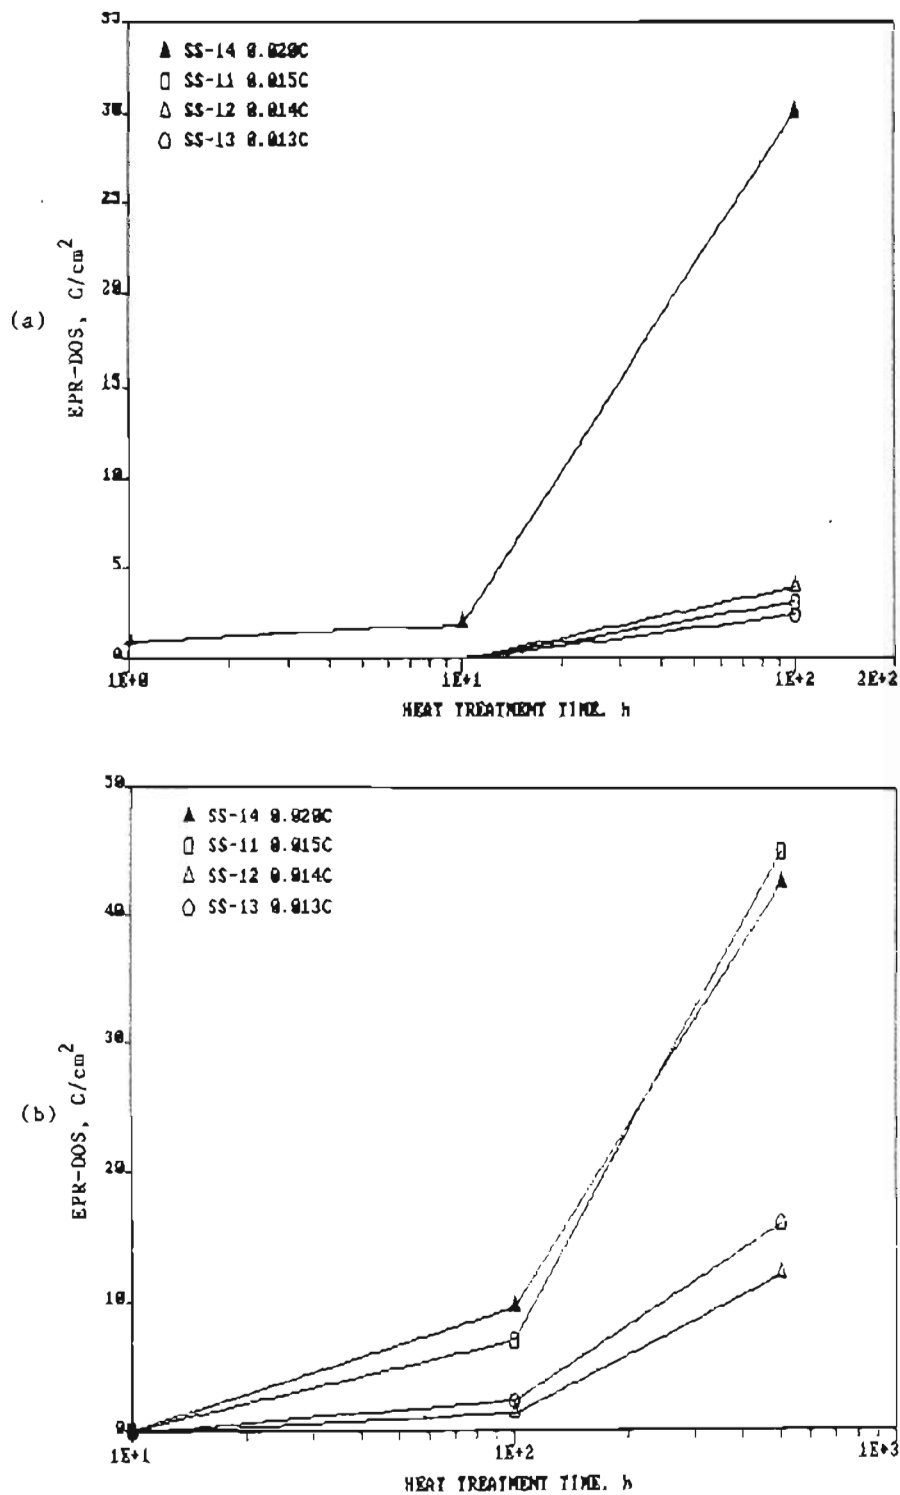 35
▲ SS-14 0.020C
▯ SS-11 0.015C
△ SS-12 0.014C
○ SS-13 0.013C
30
25
20
15
10
5
0
(a)
EPR-DOS, C/cm²
1E+0 1E+1 1E+2 2E+2
HEAT TREATMENT TIME, h
50
▲ SS-14 0.020C
▯ SS-11 0.015C
△ SS-12 0.014C
○ SS-13 0.013C
40
30
20
10
0
(b)
EPR-DOS, C/cm²
1E+1 1E+2 1E+3
HEAT TREATMENT TIME, h